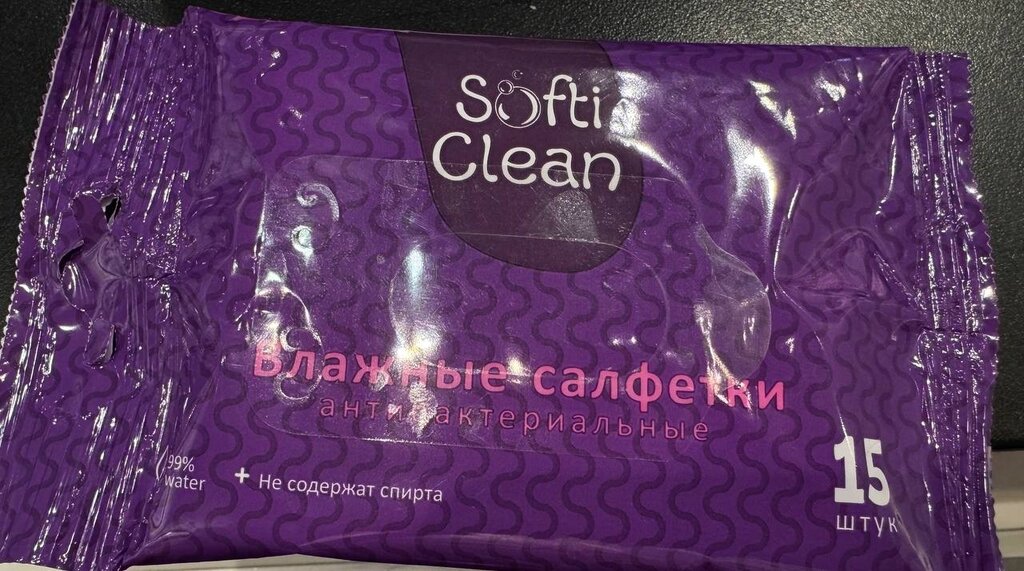 Softi
Clean
Влажные салфетки
антибактериальные
99%
water
+ Не содержат спирта
15
штук